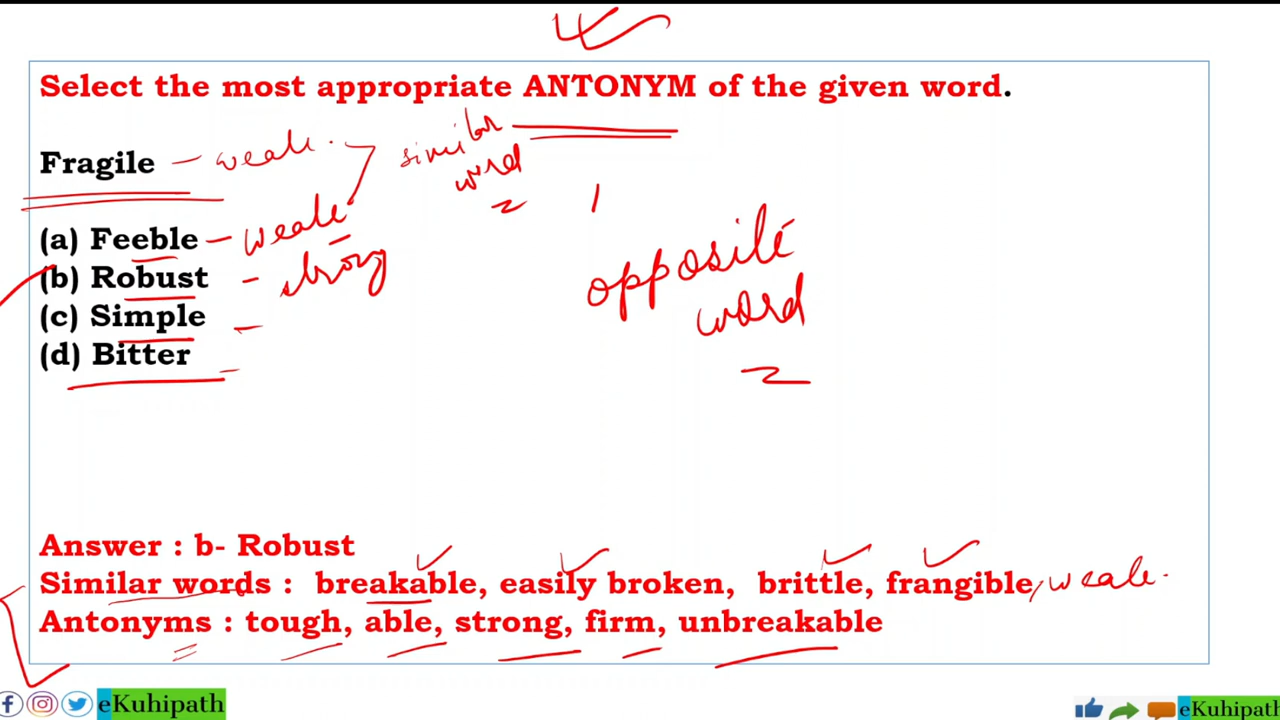 Select the most appropriate ANTONYM of the given word.
Fragile - weak. similar word
(a) Feeble - weak
(b) Robust - strong
(c) Simple -
(d) Bitter -
opposite
word
Answer : b- Robust
Similar words : breakable, easily broken, brittle, frangible, weak.
Antonyms : tough, able, strong, firm, unbreakable
eKuhipath
eKuhipath